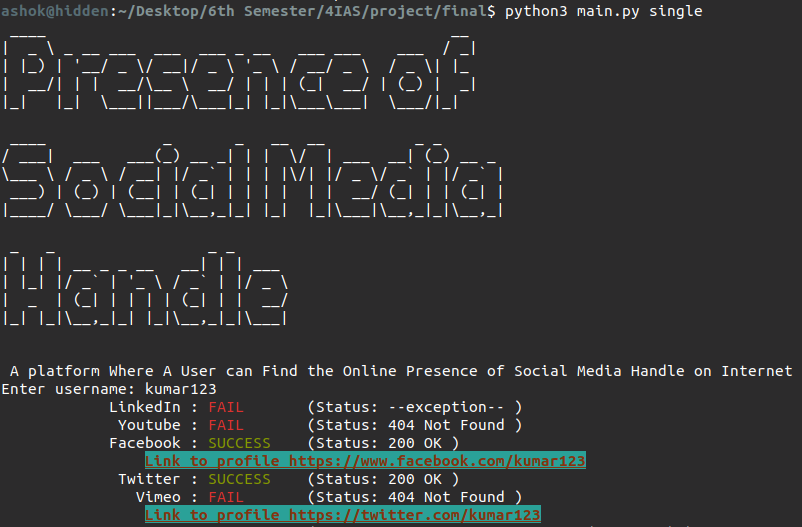 ashok@hidden:~/Desktop/6th Semester/4IAS/project/final$ python3 main.py single
Presence of
Social Media
Handle
A platform Where A User can Find the Online Presence of Social Media Handle on Internet
Enter username: kumar123
LinkedIn : FAIL (Status: --exception-- )
Youtube : FAIL (Status: 404 Not Found )
Facebook : SUCCESS (Status: 200 OK )
Link to profile https://www.facebook.com/kumar123
Twitter : SUCCESS (Status: 200 OK )
Vimeo : FAIL (Status: 404 Not Found )
Link to profile https://twitter.com/kumar123